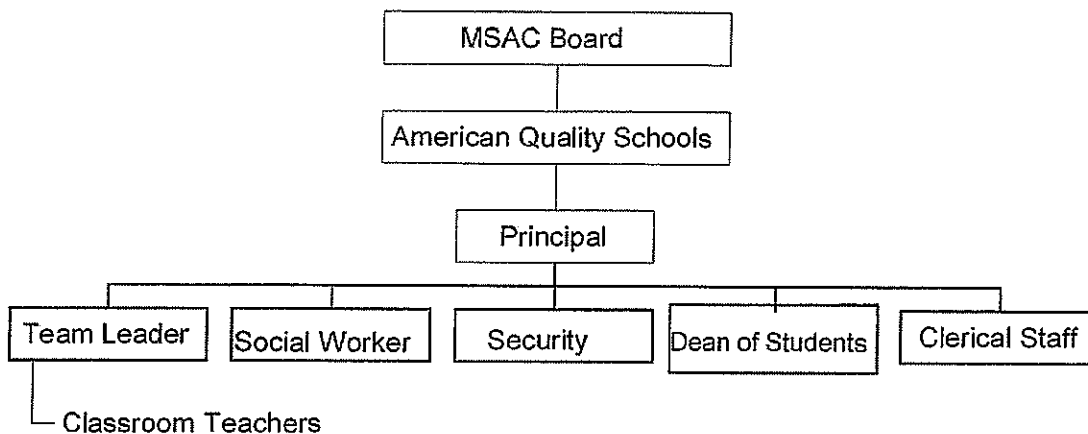 MSAC Board
American Quality Schools
Principal
Team Leader
Social Worker
Security
Dean of Students
Clerical Staff
Classroom Teachers